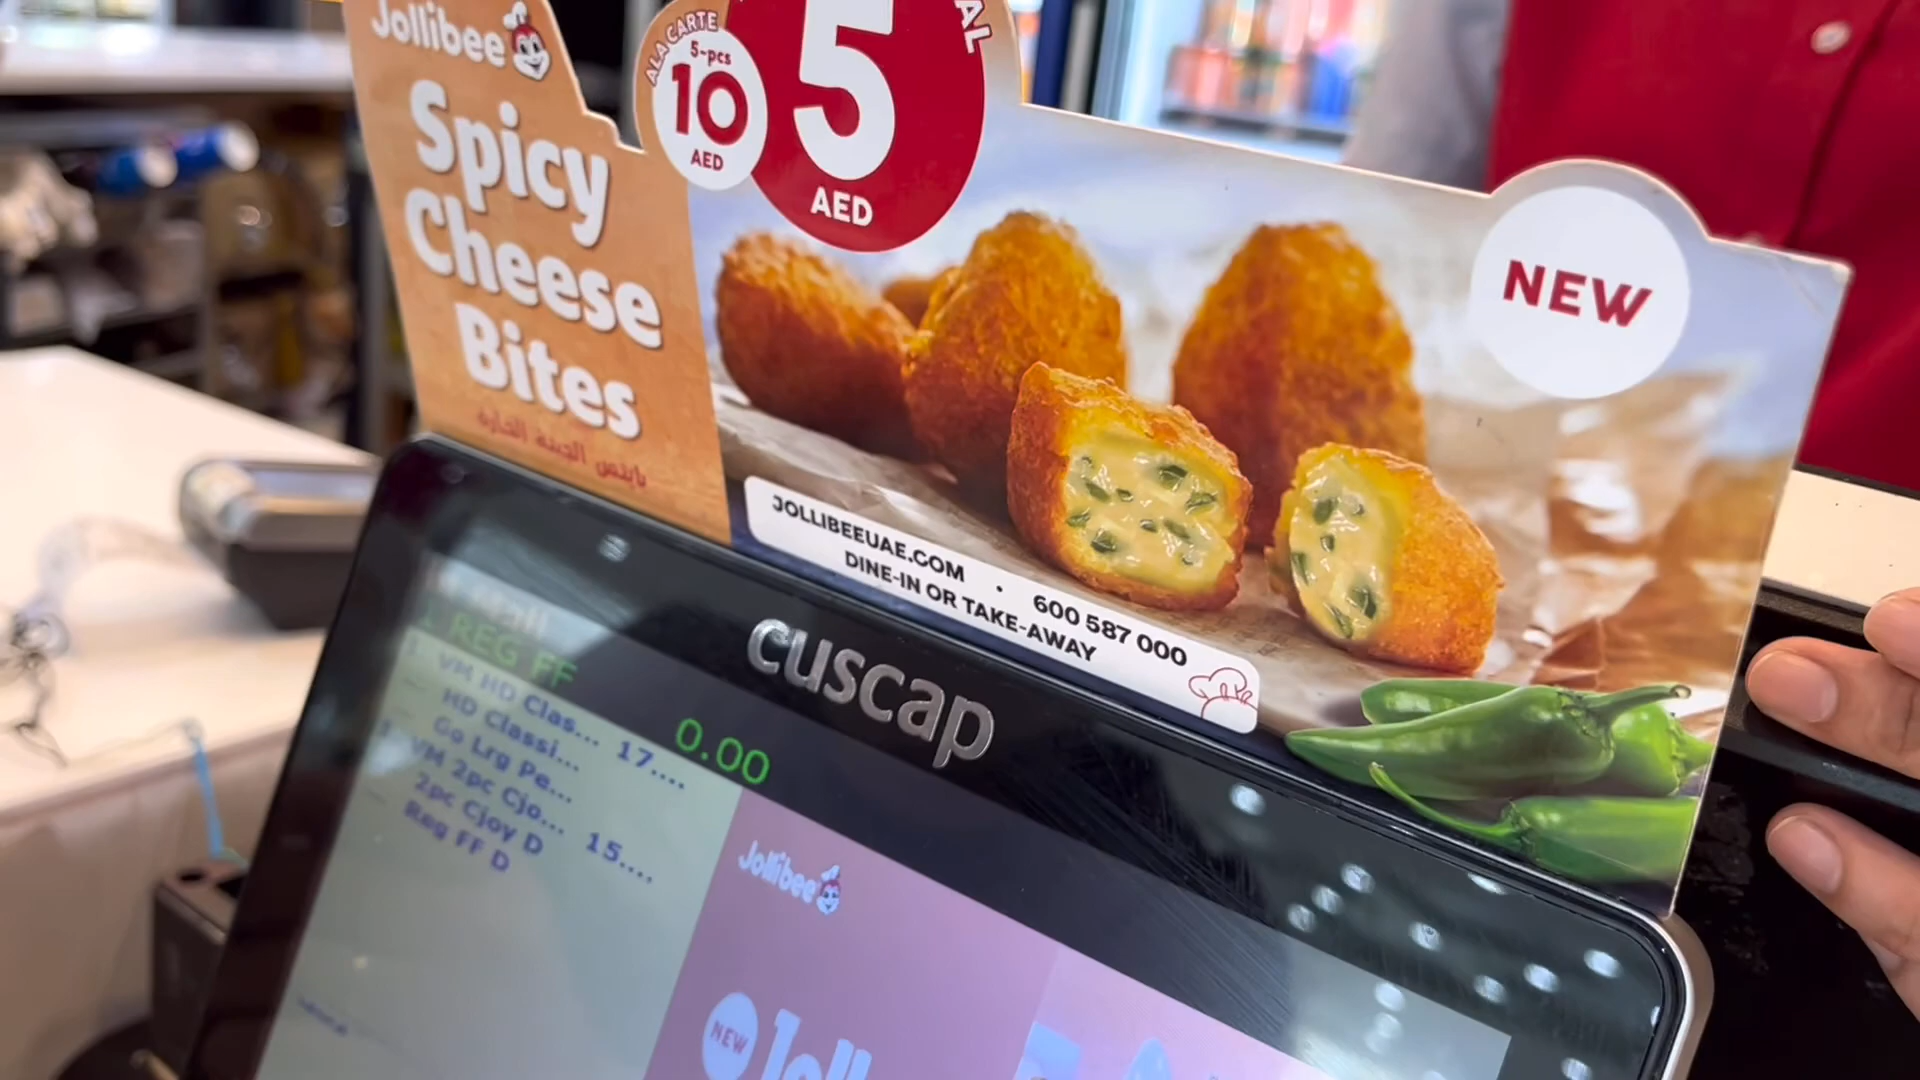 Jollibee
Spicy
Cheese
Bites
بايتس الجبنة الحارة
ALA CARTE
5-pcs
10
AED
5
AED
NEW
JOLLIBEEUAE.COM • 600 587 000
DINE-IN OR TAKE-AWAY
cuscap
REG FF
0.00
VM HD Clas... 17....
HD Classi...
Go Lrg Pe...
VM 2pc Cjo... 15....
2pc Cjoy D
Reg FF D
Jollibee
NEW